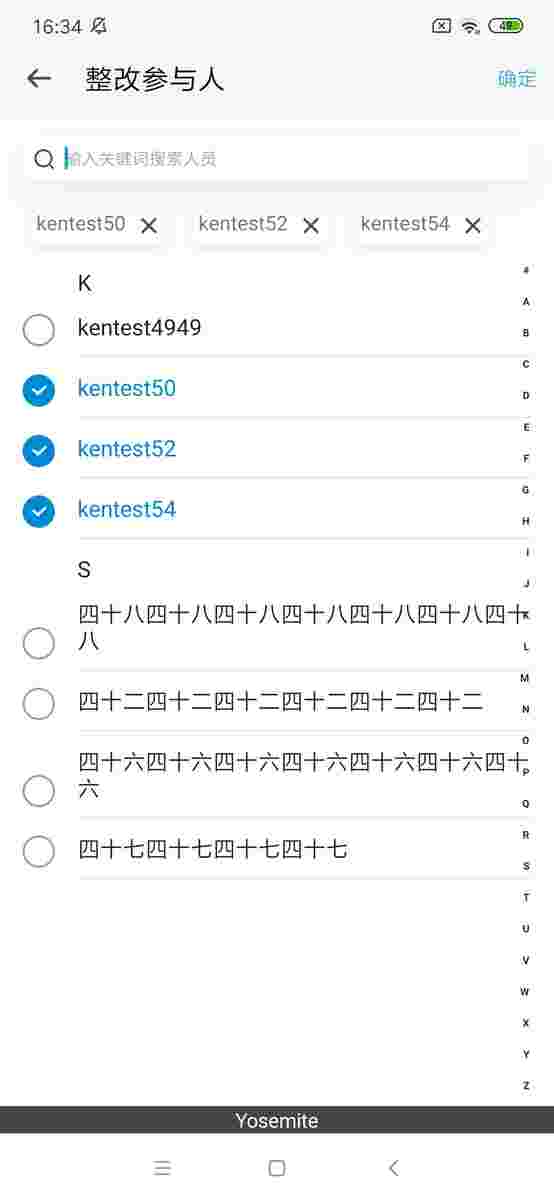 16:34
49
整改参与人
确定
输入关键词搜索人员
kentest50
kentest52
kentest54
K
kentest4949
kentest50
kentest52
kentest54
S
四十八四十八四十八四十八四十八四十八四十
八
四十二四十二四十二四十二四十二四十二
四十六四十六四十六四十六四十六四十六四十
六
四十七四十七四十七四十七
#
A
B
C
D
E
F
G
H
I
J
K
L
M
N
O
P
Q
R
S
T
U
V
W
X
Y
Z
Yosemite